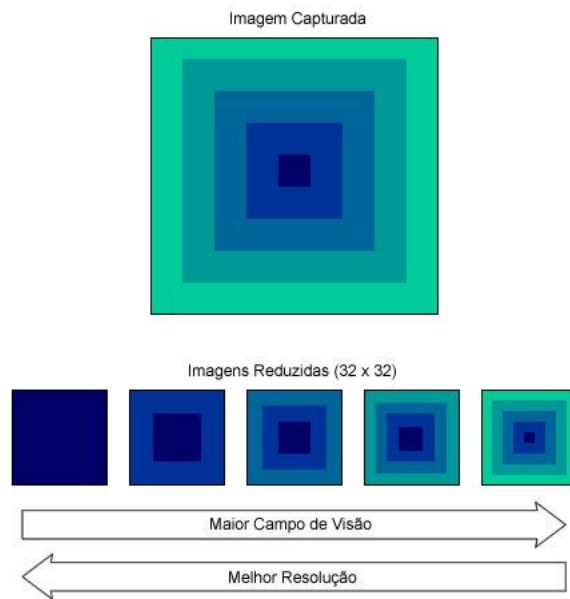 Imagem Capturada
Imagens Reduzidas (32 x 32)
Maior Campo de Visão
Melhor Resolução